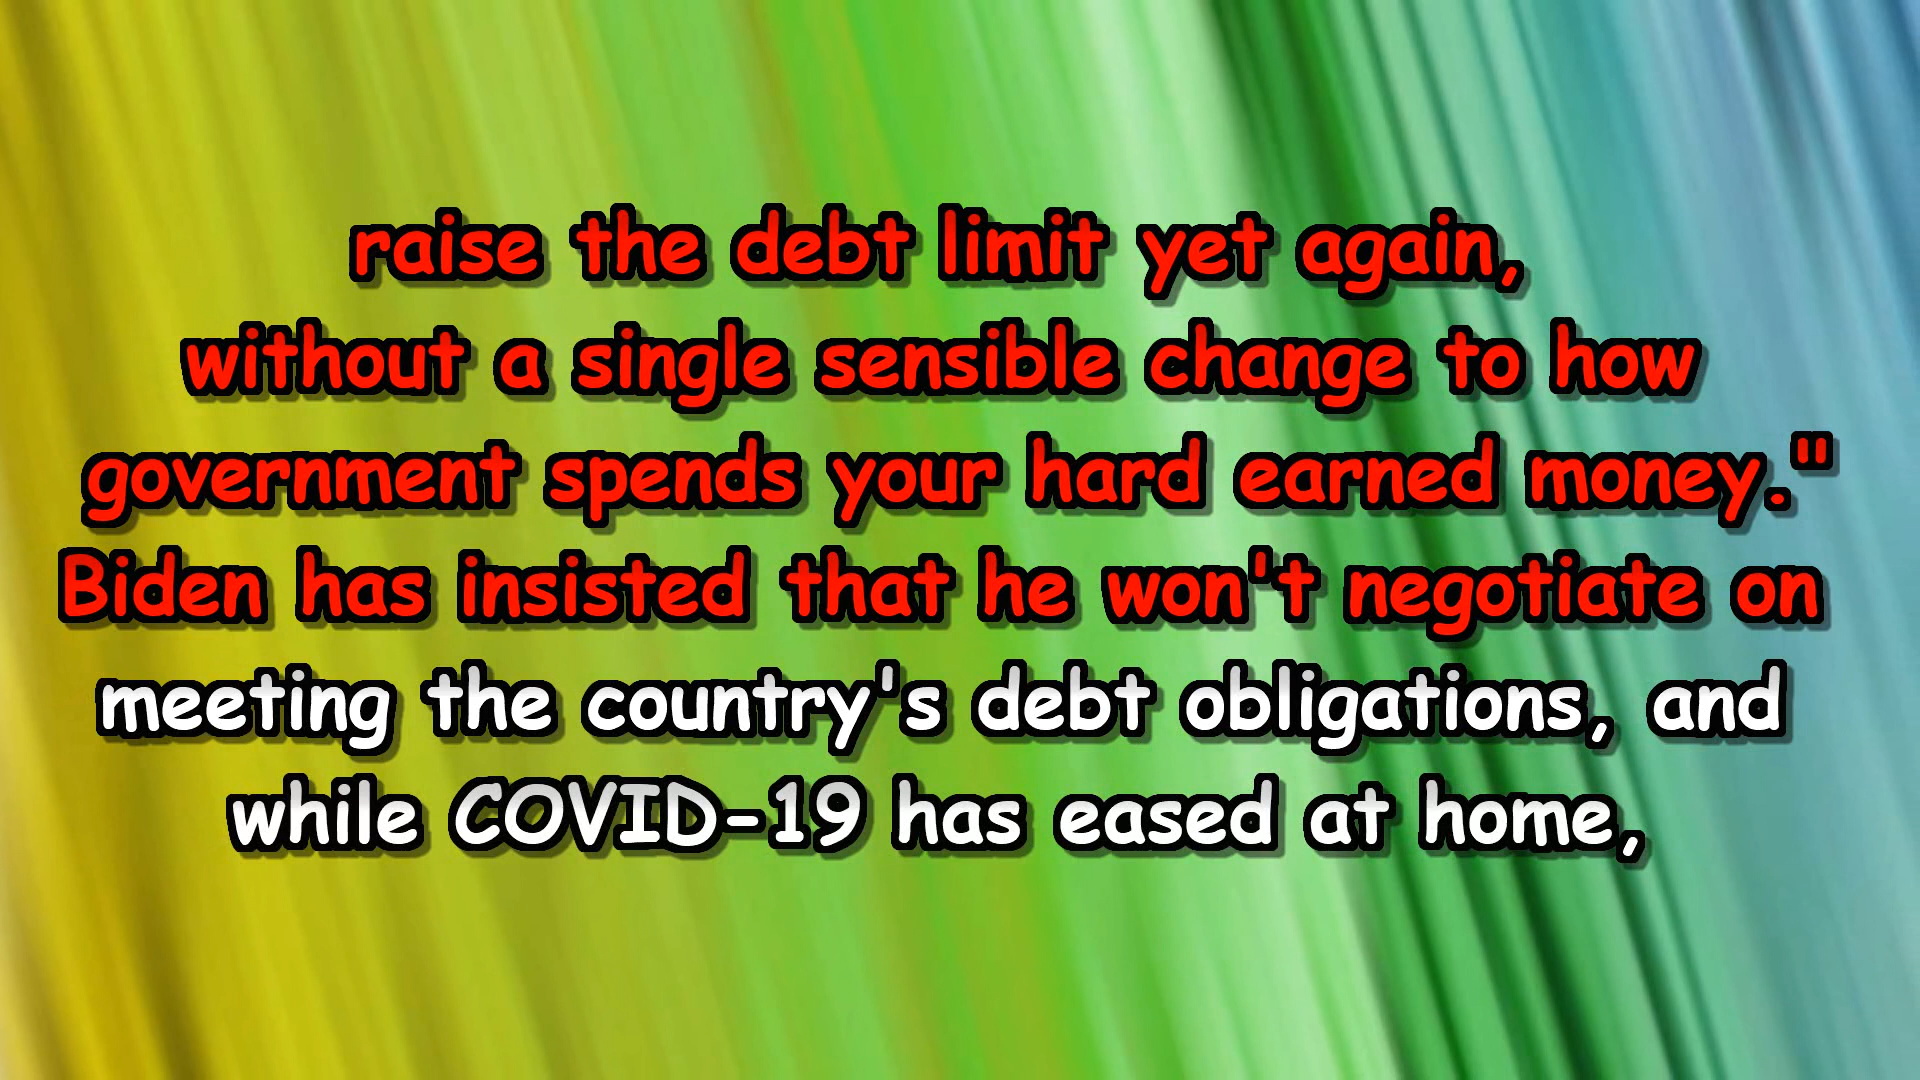 raise the debt limit yet again,
without a single sensible change to how
government spends your hard earned money."
Biden has insisted that he won't negotiate on
meeting the country's debt obligations, and
while COVID-19 has eased at home,